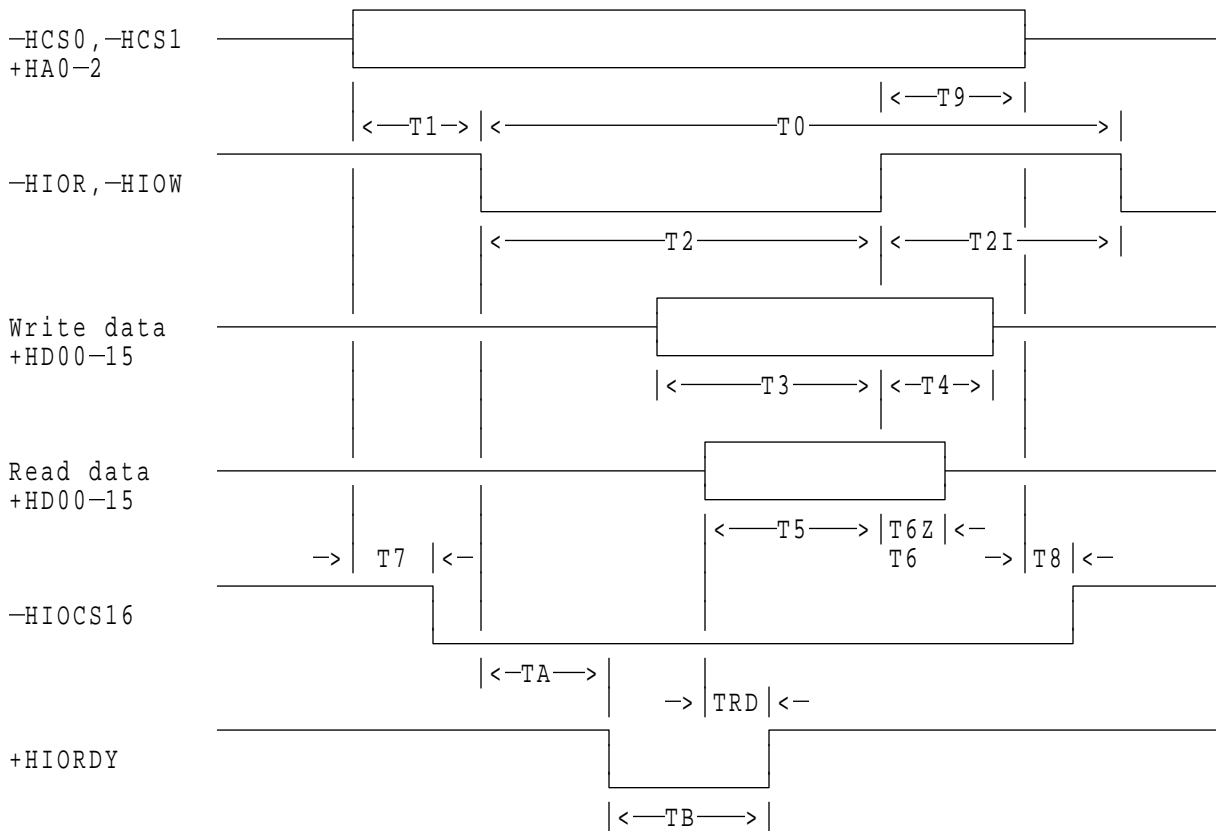 —HCS0,—HCS1
+HA0—2
<——T9——>
<——T1——>
<————T0————>
—HIOR,—HIOW
<————T2————>
<———T2I———>
Write data
+HD00—15
<———T3———>
<—T4——>
Read data
+HD00—15
<——T5——>
T6Z
<—
—>
T7
<—
T6
—>
T8
<—
—HIOCS16
<—TA——>
—>
TRD
<—
+HIORDY
<——TB——>